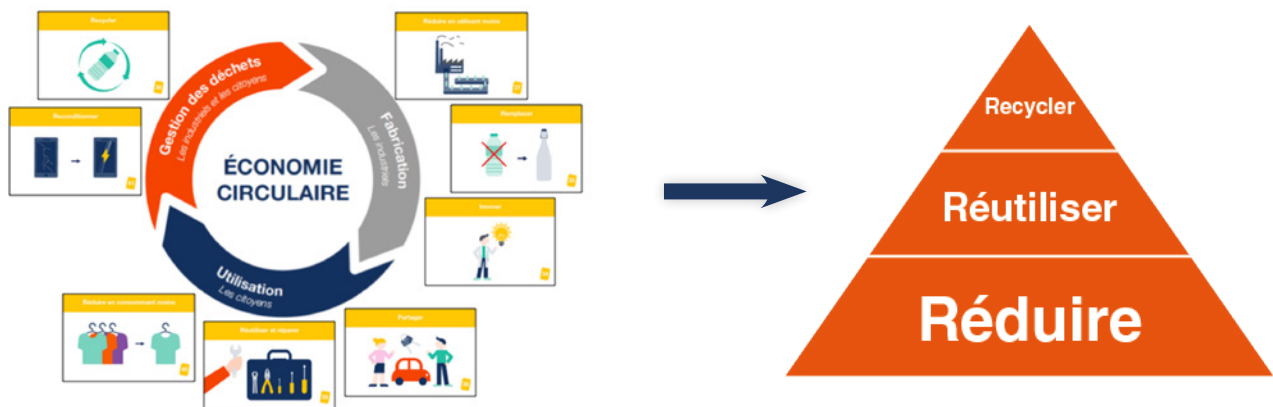 Recycler
Réduire en utilisant moins
Reconditionner
Remplacer
Innover
Réduire en consommant moins
Réutiliser et réparer
Partager
Gestion des déchets
Les industriels et les citoyens
Fabrication
Les industriels
Utilisation
Les citoyens
ÉCONOMIE
CIRCULAIRE
Recycler
Réutiliser
Réduire